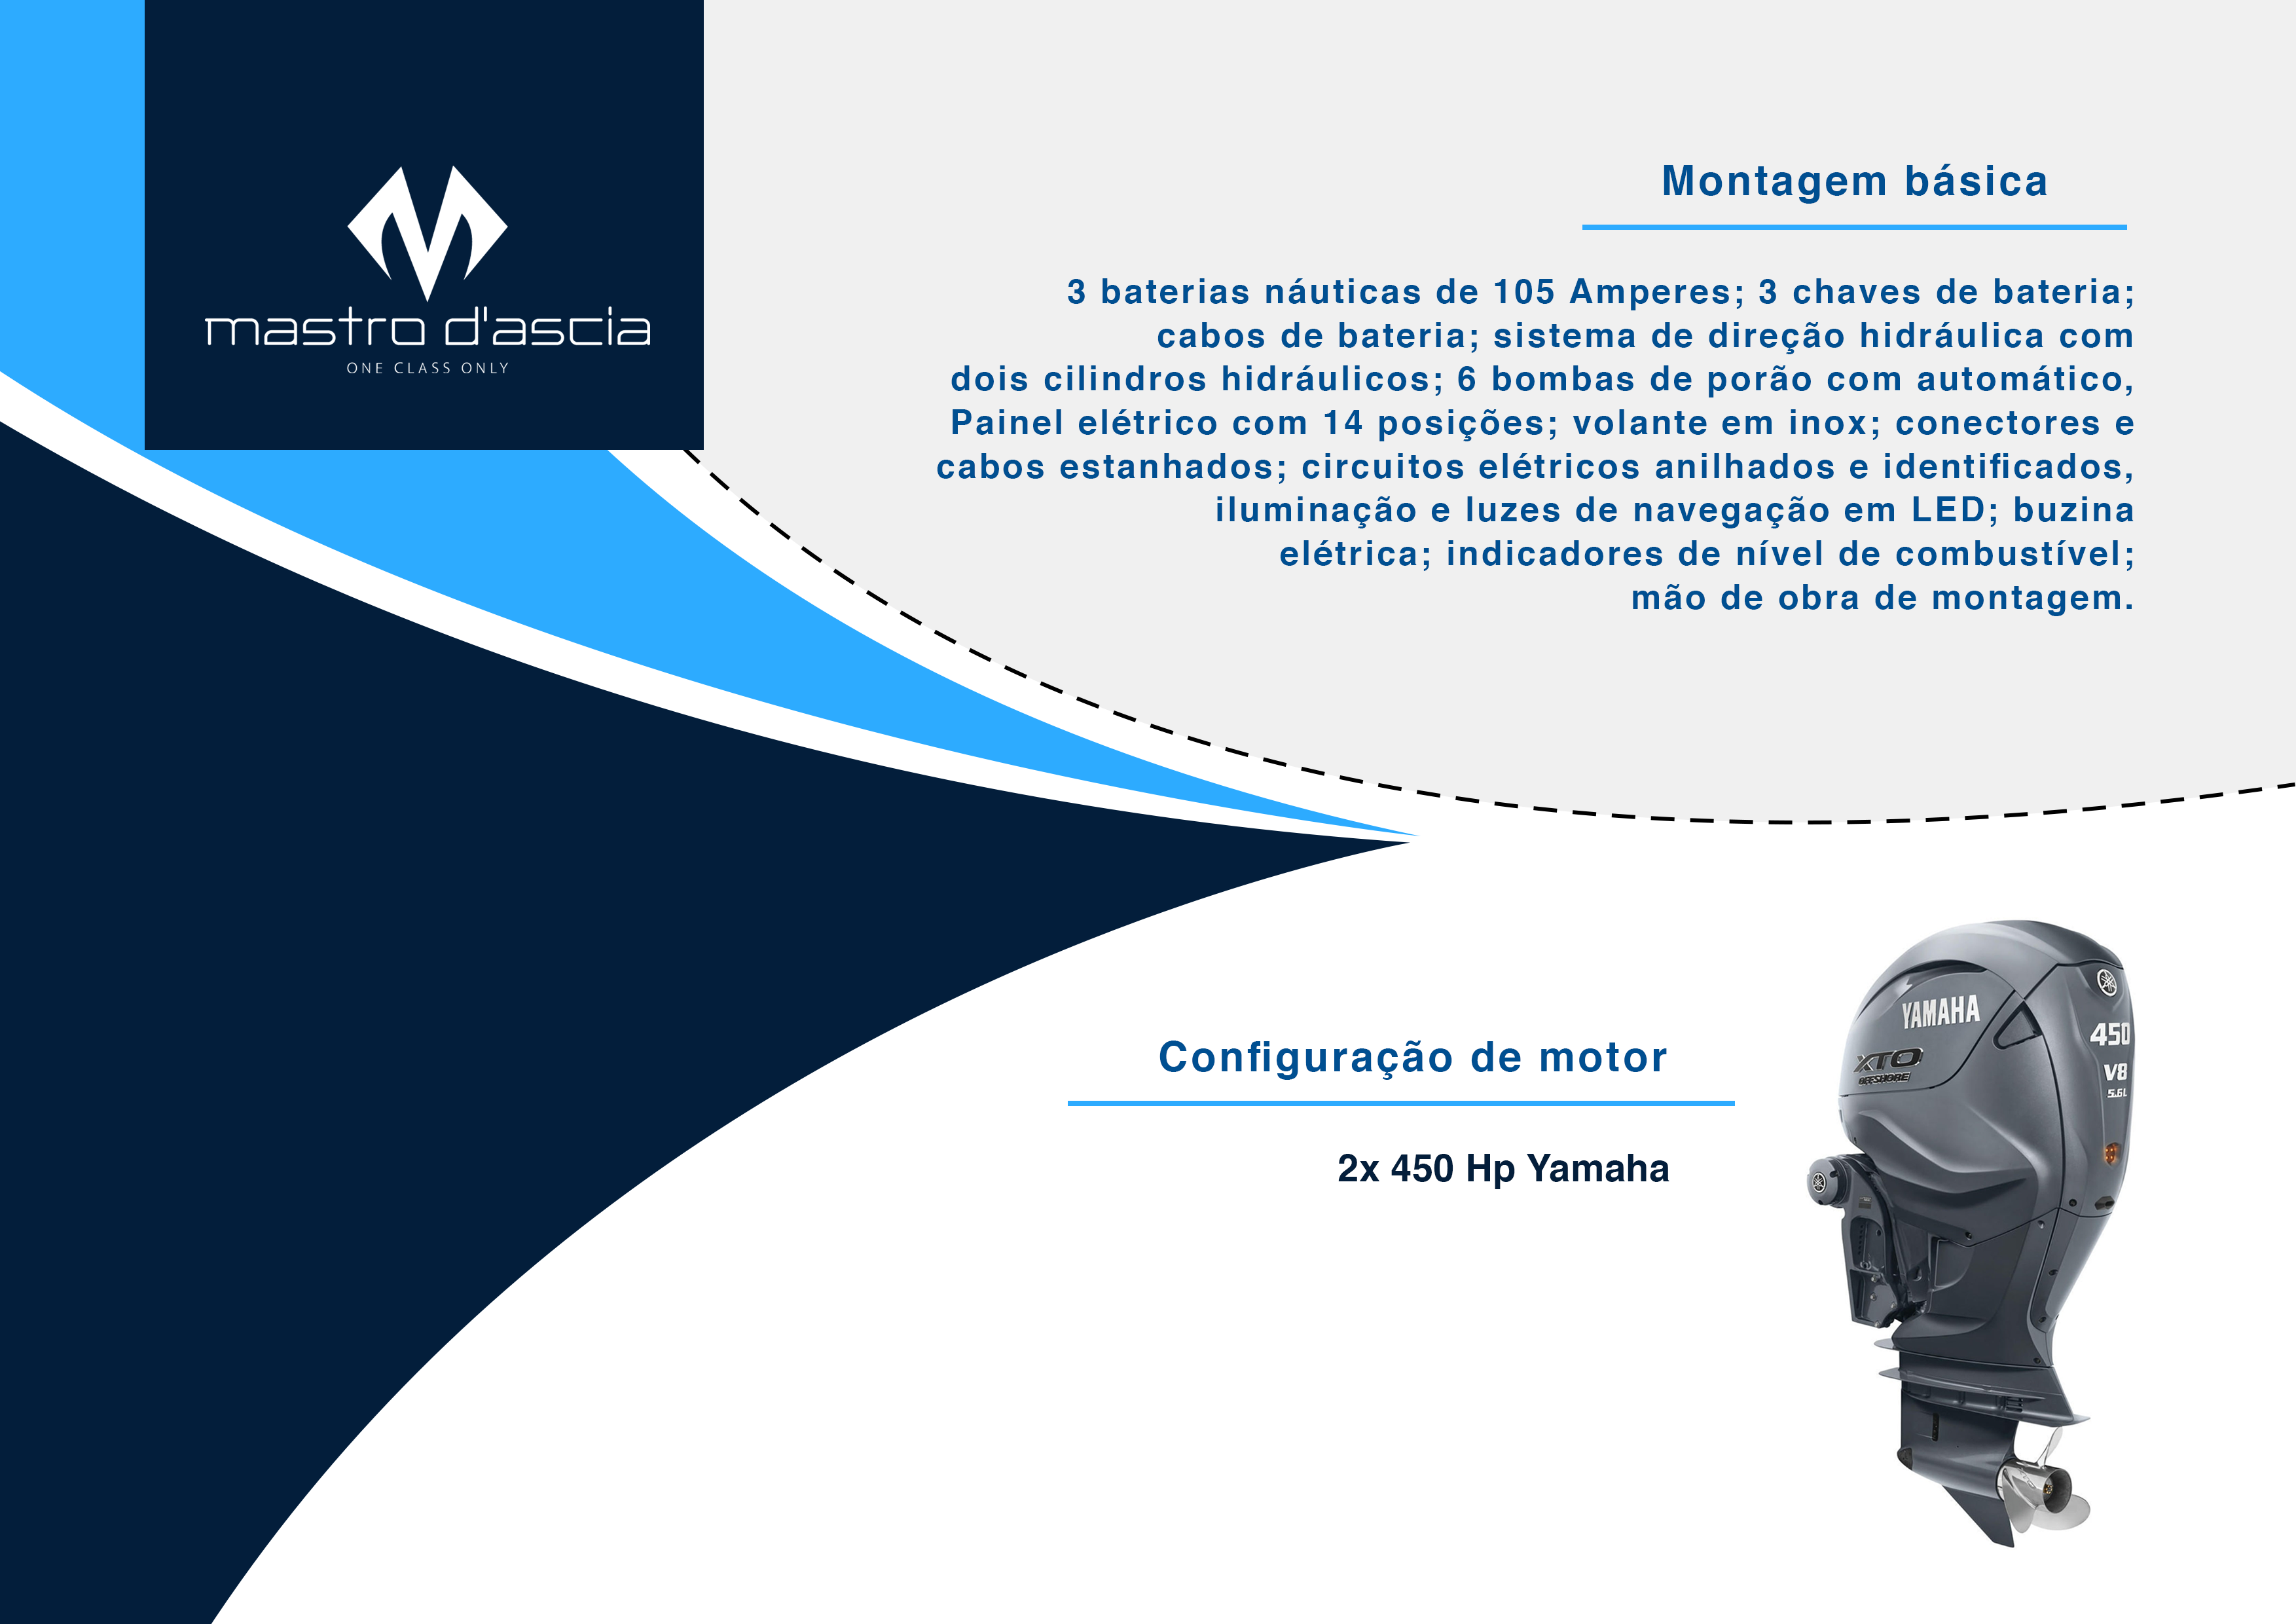 mastro d'ascia
ONE CLASS ONLY
Montagem básica
3 baterias náuticas de 105 Amperes; 3 chaves de bateria;
cabos de bateria; sistema de direção hidráulica com
dois cilindros hidráulicos; 6 bombas de porão com automático,
Painel elétrico com 14 posições; volante em inox; conectores e
cabos estanhados; circuitos elétricos anilhados e identificados,
iluminação e luzes de navegação em LED; buzina
elétrica; indicadores de nível de combustível;
mão de obra de montagem.
Configuração de motor
2x 450 Hp Yamaha
YAMAHA
XTO
OFFSHORE
450
V8
5.6L